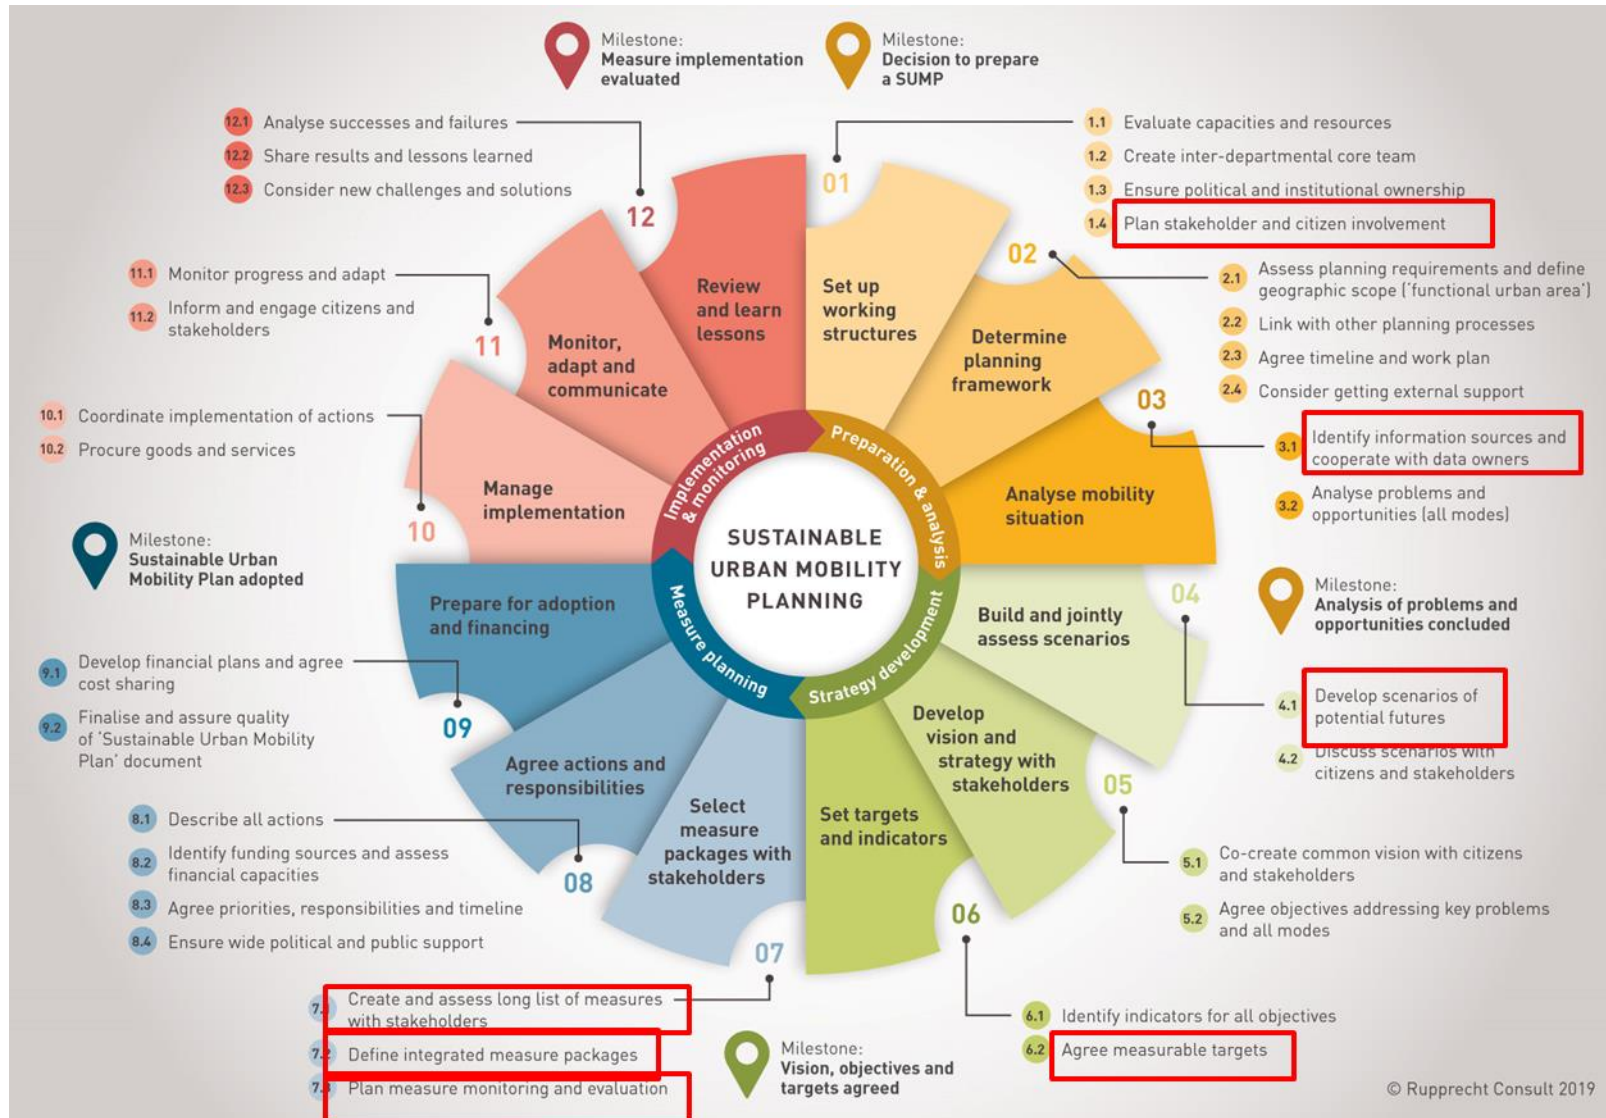 Milestone:
Measure implementation
evaluated
Milestone:
Decision to prepare
a SUMP
12.1 Analyse successes and failures
12.2 Share results and lessons learned
12.3 Consider new challenges and solutions
1.1 Evaluate capacities and resources
1.2 Create inter-departmental core team
1.3 Ensure political and institutional ownership
1.4 Plan stakeholder and citizen involvement
11.1 Monitor progress and adapt
11.2 Inform and engage citizens and
stakeholders
2.1 Assess planning requirements and define
geographic scope ('functional urban area')
2.2 Link with other planning processes
2.3 Agree timeline and work plan
2.4 Consider getting external support
10.1 Coordinate implementation of actions
10.2 Procure goods and services
3.1 Identify information sources and
cooperate with data owners
3.2 Analyse problems and
opportunities (all modes)
Milestone:
Sustainable Urban
Mobility Plan adopted
Milestone:
Analysis of problems and
opportunities concluded
01
Set up
working
structures
02
Determine
planning
framework
03
Analyse mobility
situation
04
Build and jointly
assess scenarios
05
Develop
vision and
strategy with
stakeholders
06
Set targets
and indicators
07
Select
measure
packages with
stakeholders
08
Agree actions and
responsibilities
09
Prepare for adoption
and financing
10
Manage
implementation
11
Monitor,
adapt and
communicate
12
Review
and learn
lessons
Preparation & analysis
Strategy development
Measure planning
Implementation
& monitoring
SUSTAINABLE
URBAN MOBILITY
PLANNING
9.1 Develop financial plans and agree
cost sharing
9.2 Finalise and assure quality
of 'Sustainable Urban Mobility
Plan' document
4.1 Develop scenarios of
potential futures
4.2 Discuss scenarios with
citizens and stakeholders
8.1 Describe all actions
8.2 Identify funding sources and assess
financial capacities
8.3 Agree priorities, responsibilities and timeline
8.4 Ensure wide political and public support
5.1 Co-create common vision with citizens
and stakeholders
5.2 Agree objectives addressing key problems
and all modes
7.1 Create and assess long list of measures
with stakeholders
7.2 Define integrated measure packages
7.3 Plan measure monitoring and evaluation
Milestone:
Vision, objectives and
targets agreed
6.1 Identify indicators for all objectives
6.2 Agree measurable targets
© Rupprecht Consult 2019